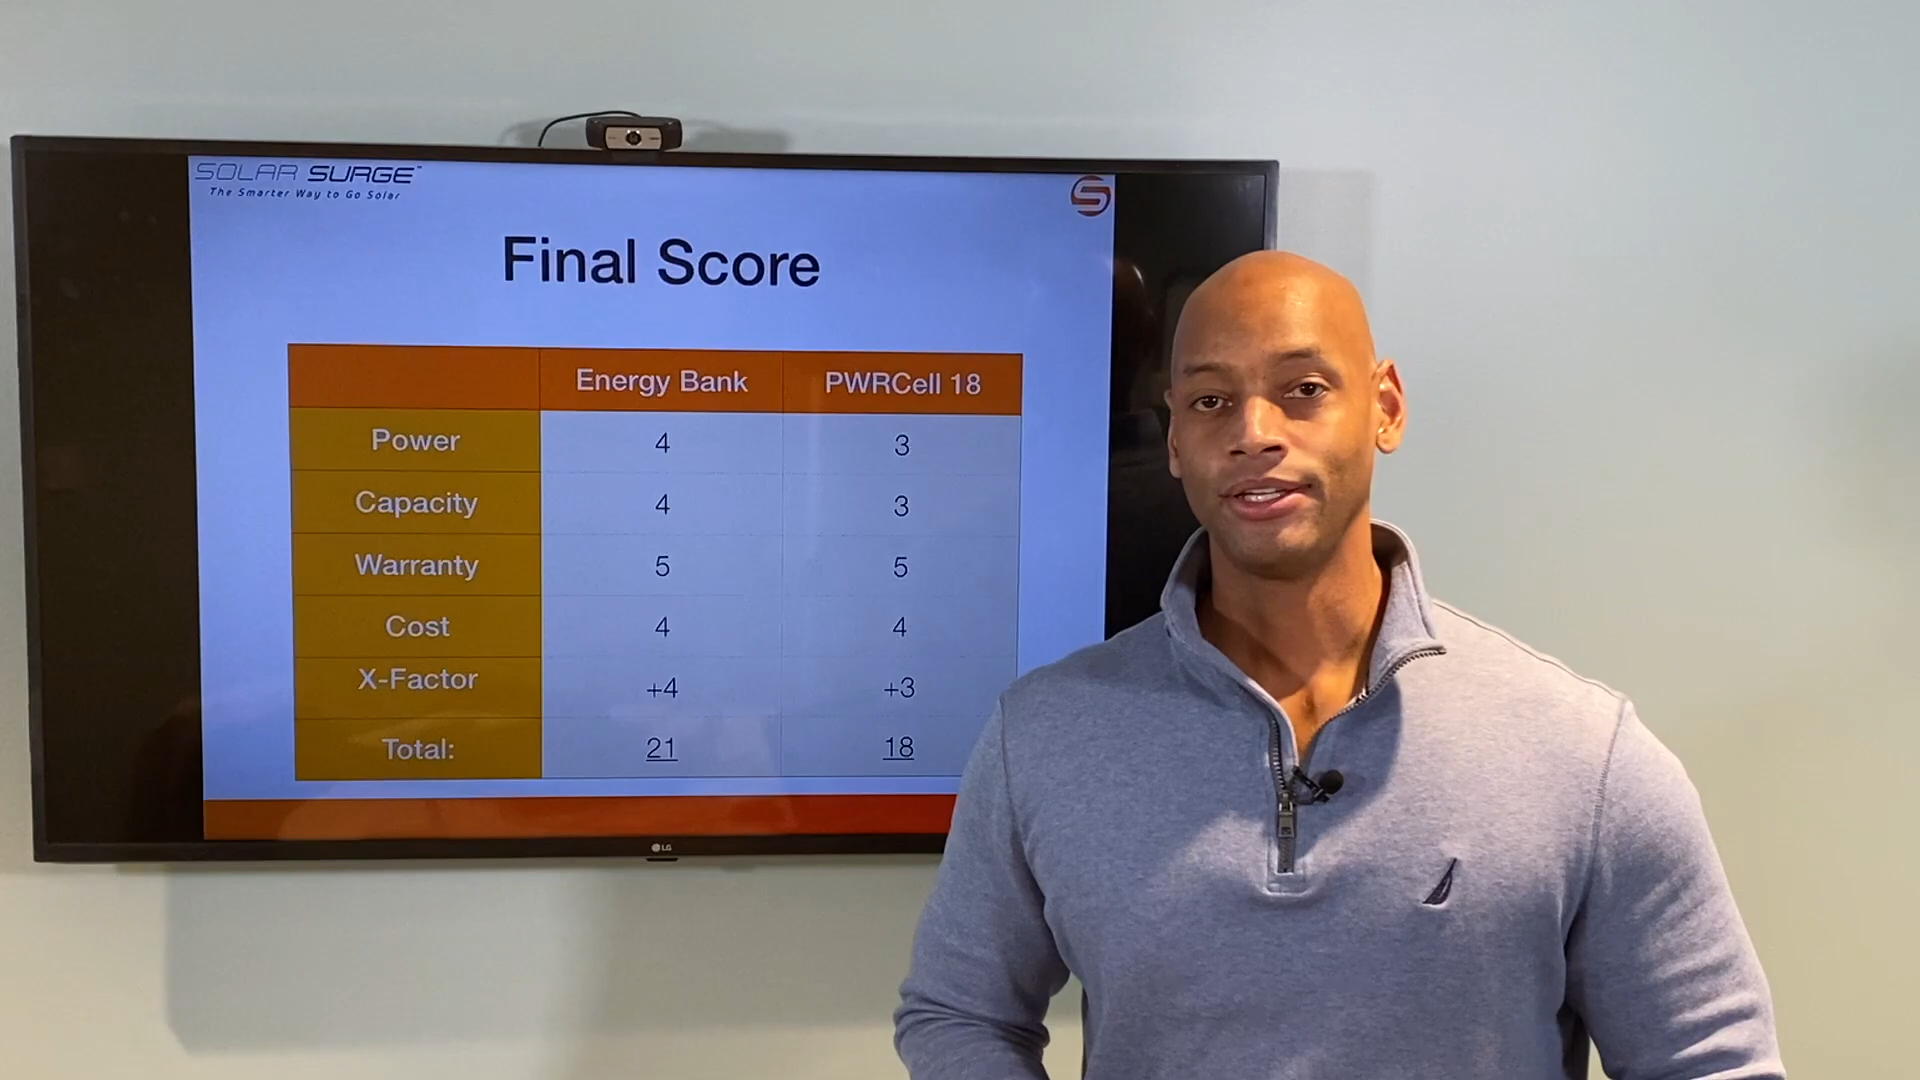 SOLAR SURGE™
The Smarter Way to Go Solar
S
Final Score
Energy Bank PWRCell 18
Power 4 3
Capacity 4 3
Warranty 5 5
Cost 4 4
X-Factor +4 +3
Total: 21 18
LG